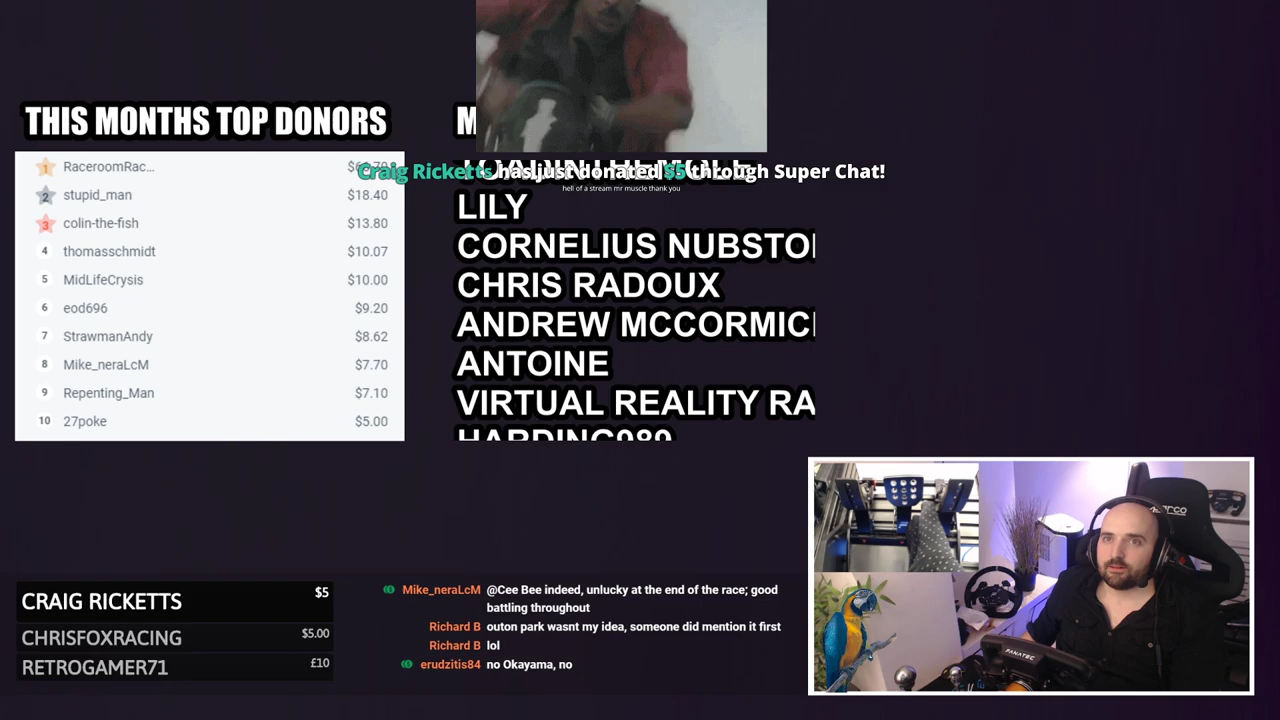 THIS MONTHS TOP DONORS
1 RaceroomRac...
2 stupid_man $18.40
3 colin-the-fish $13.80
4 thomasschmidt $10.07
5 MidLifeCrysis $10.00
6 eod696 $9.20
7 StrawmanAndy $8.62
8 Mike_neraLcM $7.70
9 Repenting_Man $7.10
10 27poke $5.00
M
Craig Ricketts has just donated $5 through Super Chat!
hell of a stream mr muscle thank you
LILY
CORNELIUS NUBSTO
CHRIS RADOUX
ANDREW MCCORMIC
ANTOINE
VIRTUAL REALITY RA
HARDING989
CRAIG RICKETTS $5
CHRISFOXRACING $5.00
RETROGAMER71 £10
Mike_neraLcM @Cee Bee indeed, unlucky at the end of the race; good
battling throughout
Richard B outon park wasnt my idea, someone did mention it first
Richard B lol
erudzitis84 no Okayama, no
FANATEC